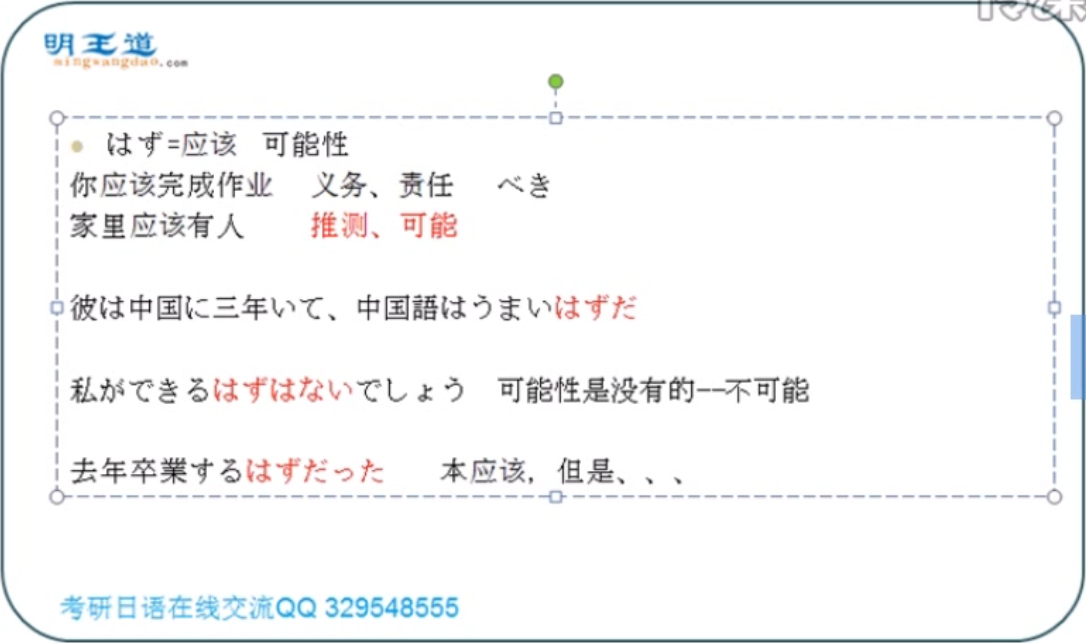 明王道
mingwangdao.com
はず=应该 可能性
你应该完成作业 义务、责任 べき
家里应该有人 推测、可能
彼は中国に三年いて、中国語はうまいはずだ
私ができるはずはないでしょう 可能性是没有的--不可能
去年卒業するはずだった 本应该,但是、、、
考研日语在线交流QQ 329548555